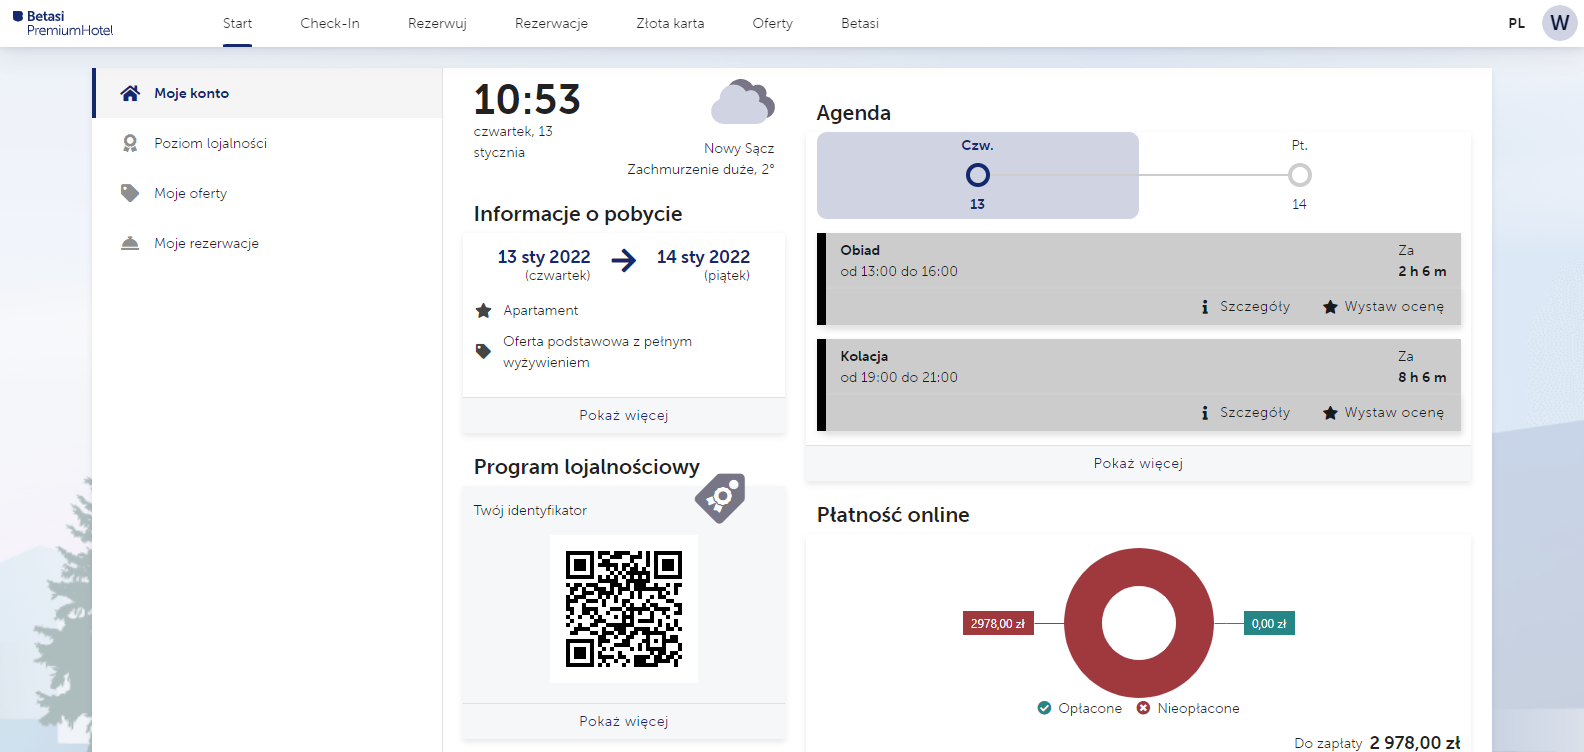 Betasi
PremiumHotel
Start
Check-In
Rezerwuj
Rezerwacje
Złota karta
Oferty
Betasi
PL
W
Moje konto
Poziom lojalności
Moje oferty
Moje rezerwacje
10:53
czwartek, 13
stycznia
Nowy Sącz
Zachmurzenie duże, 2°
Informacje o pobycie
13 sty 2022
(czwartek)
14 sty 2022
(piątek)
Apartament
Oferta podstawowa z pełnym
wyżywieniem
Pokaż więcej
Program lojalnościowy
Twój identyfikator
Pokaż więcej
Agenda
Czw.
13
Pt.
14
Obiad
od 13:00 do 16:00
Za
2 h 6 m
Szczegóły
Wystaw ocenę
Kolacja
od 19:00 do 21:00
Za
8 h 6 m
Szczegóły
Wystaw ocenę
Pokaż więcej
Płatność online
2978,00 zł
0,00 zł
Opłacone
Nieopłacone
Do zapłaty 2 978,00 zł